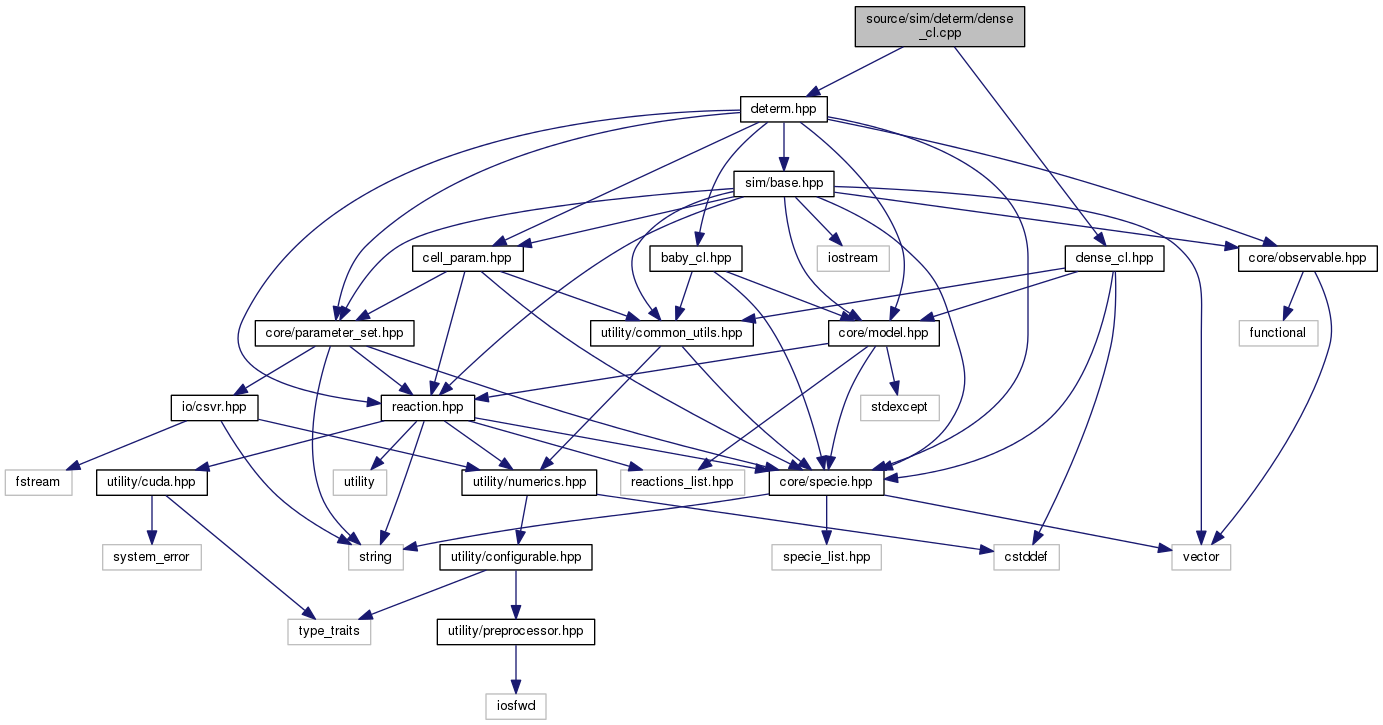 source/sim/determ/dense
_cl.cpp
determ.hpp
sim/base.hpp
cell_param.hpp
baby_cl.hpp
iostream
dense_cl.hpp
core/observable.hpp
core/parameter_set.hpp
utility/common_utils.hpp
core/model.hpp
functional
io/csvr.hpp
reaction.hpp
stdexcept
fstream
utility/cuda.hpp
utility
utility/numerics.hpp
reactions_list.hpp
core/specie.hpp
system_error
string
utility/configurable.hpp
specie_list.hpp
cstddef
vector
type_traits
utility/preprocessor.hpp
iosfwd